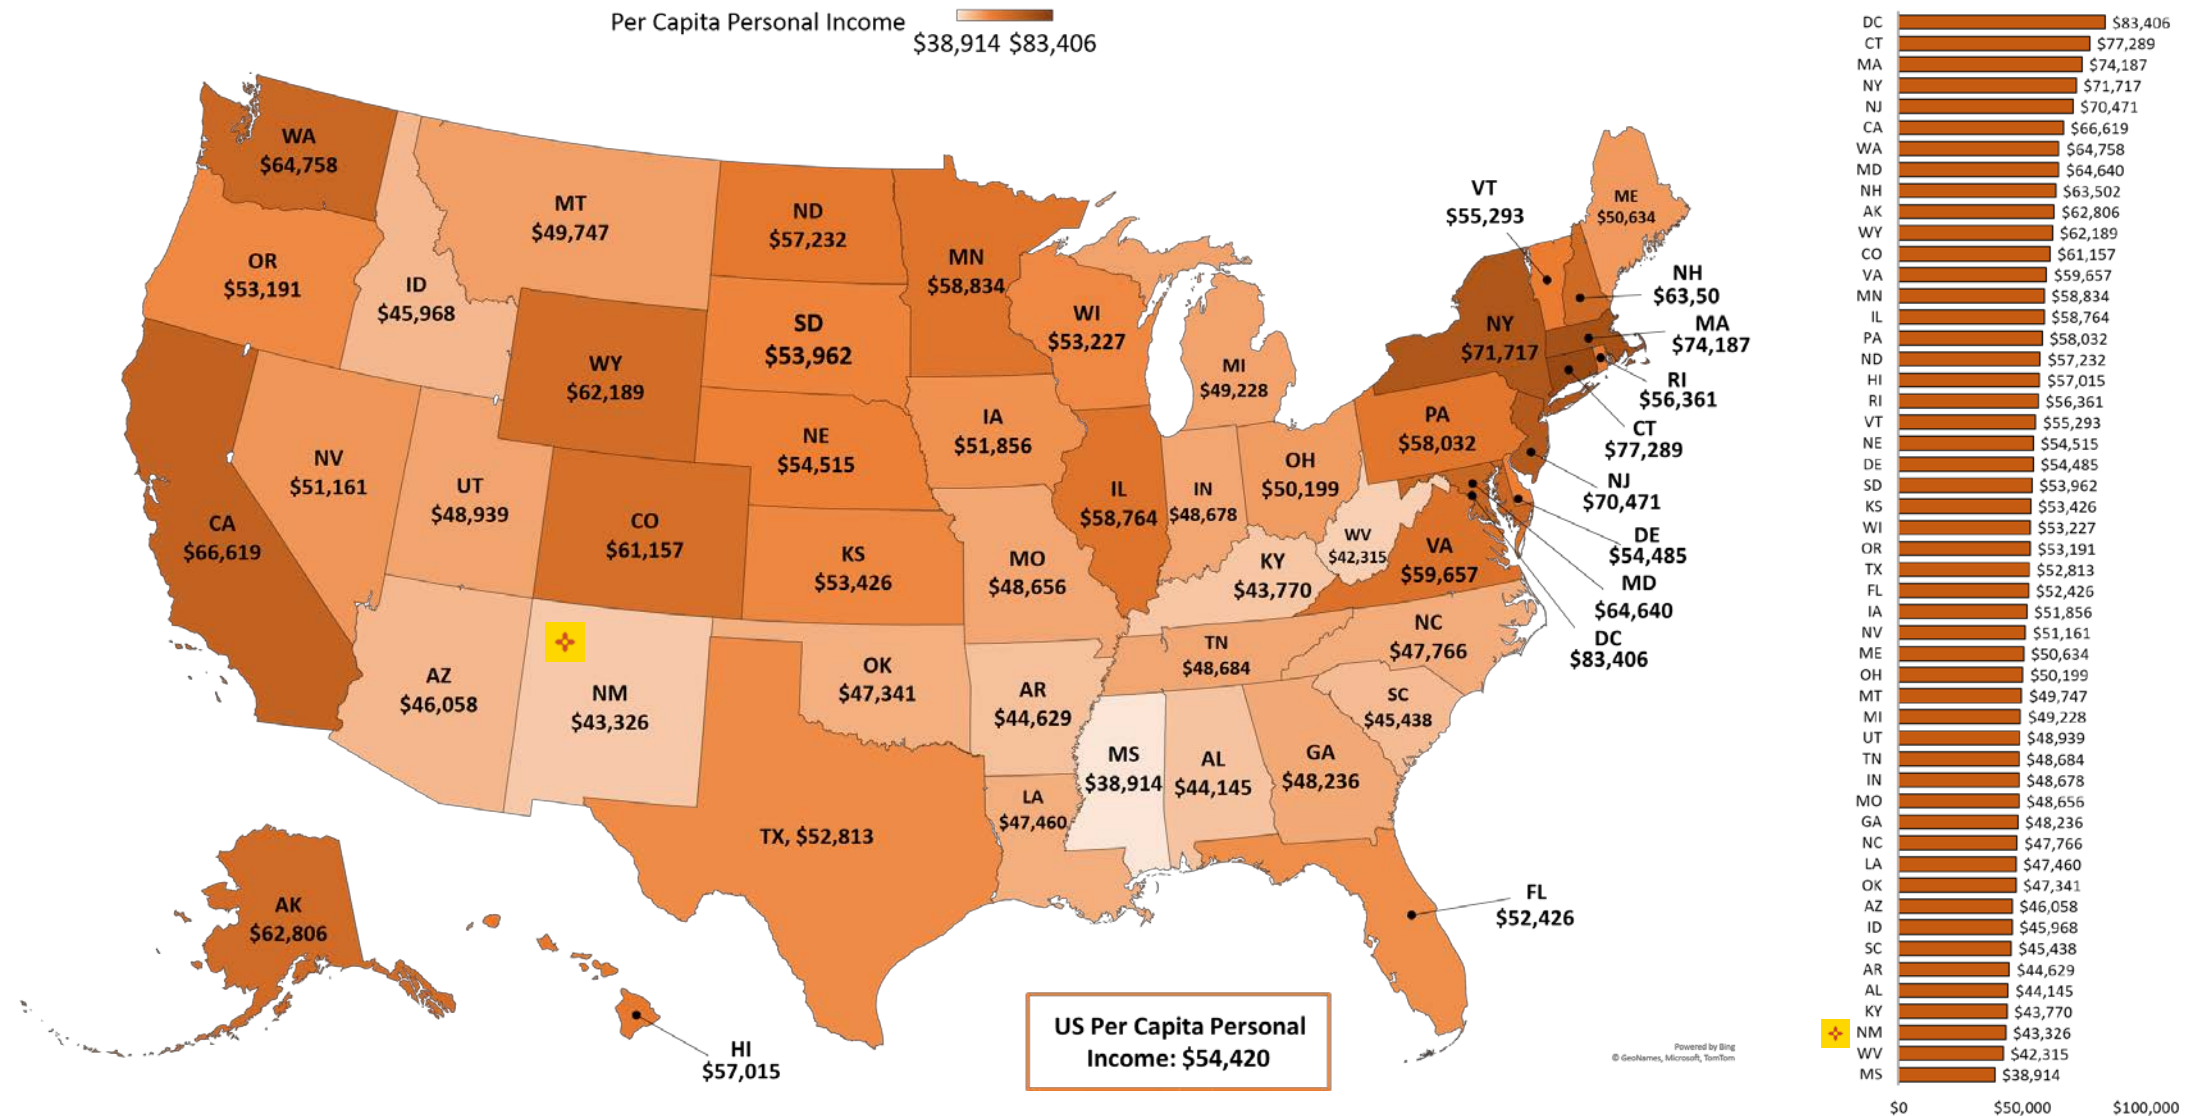 Per Capita Personal Income
$38,914 $83,406
WA
$64,758
OR
$53,191
ID
$45,968
MT
$49,747
ND
$57,232
MN
$58,834
SD
$53,962
WI
$53,227
MI
$49,228
WY
$62,189
NE
$54,515
IA
$51,856
NV
$51,161
UT
$48,939
CA
$66,619
CO
$61,157
KS
$53,426
MO
$48,656
IL
$58,764
IN
$48,678
OH
$50,199
PA
$58,032
NY
$71,717
VT
$55,293
ME
$50,634
NH
$63,50
MA
$74,187
RI
$56,361
CT
$77,289
NJ
$70,471
DE
$54,485
MD
$64,640
DC
$83,406
WV
$42,315
VA
$59,657
KY
$43,770
TN
$48,684
NC
$47,766
SC
$45,438
AZ
$46,058
NM
$43,326
OK
$47,341
AR
$44,629
MS
$38,914
AL
$44,145
GA
$48,236
LA
$47,460
TX, $52,813
FL
$52,426
AK
$62,806
HI
$57,015
US Per Capita Personal
Income: $54,420
Powered by Bing
© GeoNames, Microsoft, TomTom
DC $83,406
CT $77,289
MA $74,187
NY $71,717
NJ $70,471
CA $66,619
WA $64,758
MD $64,640
NH $63,502
AK $62,806
WY $62,189
CO $61,157
VA $59,657
MN $58,834
IL $58,764
PA $58,032
ND $57,232
HI $57,015
RI $56,361
VT $55,293
NE $54,515
DE $54,485
SD $53,962
KS $53,426
WI $53,227
OR $53,191
TX $52,813
FL $52,426
IA $51,856
NV $51,161
ME $50,634
OH $50,199
MT $49,747
MI $49,228
UT $48,939
TN $48,684
IN $48,678
MO $48,656
GA $48,236
NC $47,766
LA $47,460
OK $47,341
AZ $46,058
ID $45,968
SC $45,438
AR $44,629
AL $44,145
KY $43,770
NM $43,326
WV $42,315
MS $38,914
$0 $50,000 $100,000